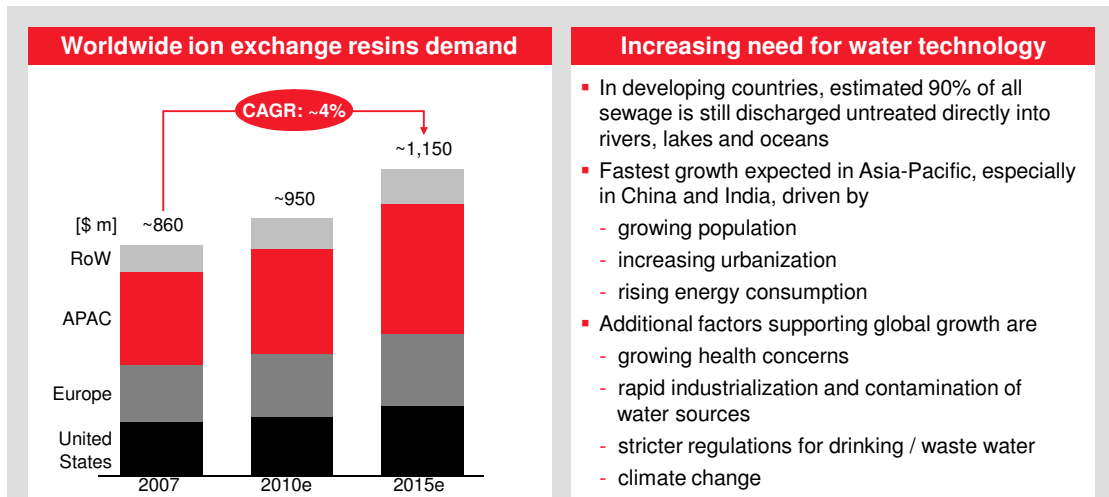 Worldwide ion exchange resins demand
CAGR: ~4%
~1,150
~950
[$ m]
~860
RoW
APAC
Europe
United
States
2007
2010e
2015e
Increasing need for water technology
▪ In developing countries, estimated 90% of all
sewage is still discharged untreated directly into
rivers, lakes and oceans
▪ Fastest growth expected in Asia-Pacific, especially
in China and India, driven by
- growing population
- increasing urbanization
- rising energy consumption
▪ Additional factors supporting global growth are
- growing health concerns
- rapid industrialization and contamination of
water sources
- stricter regulations for drinking / waste water
- climate change